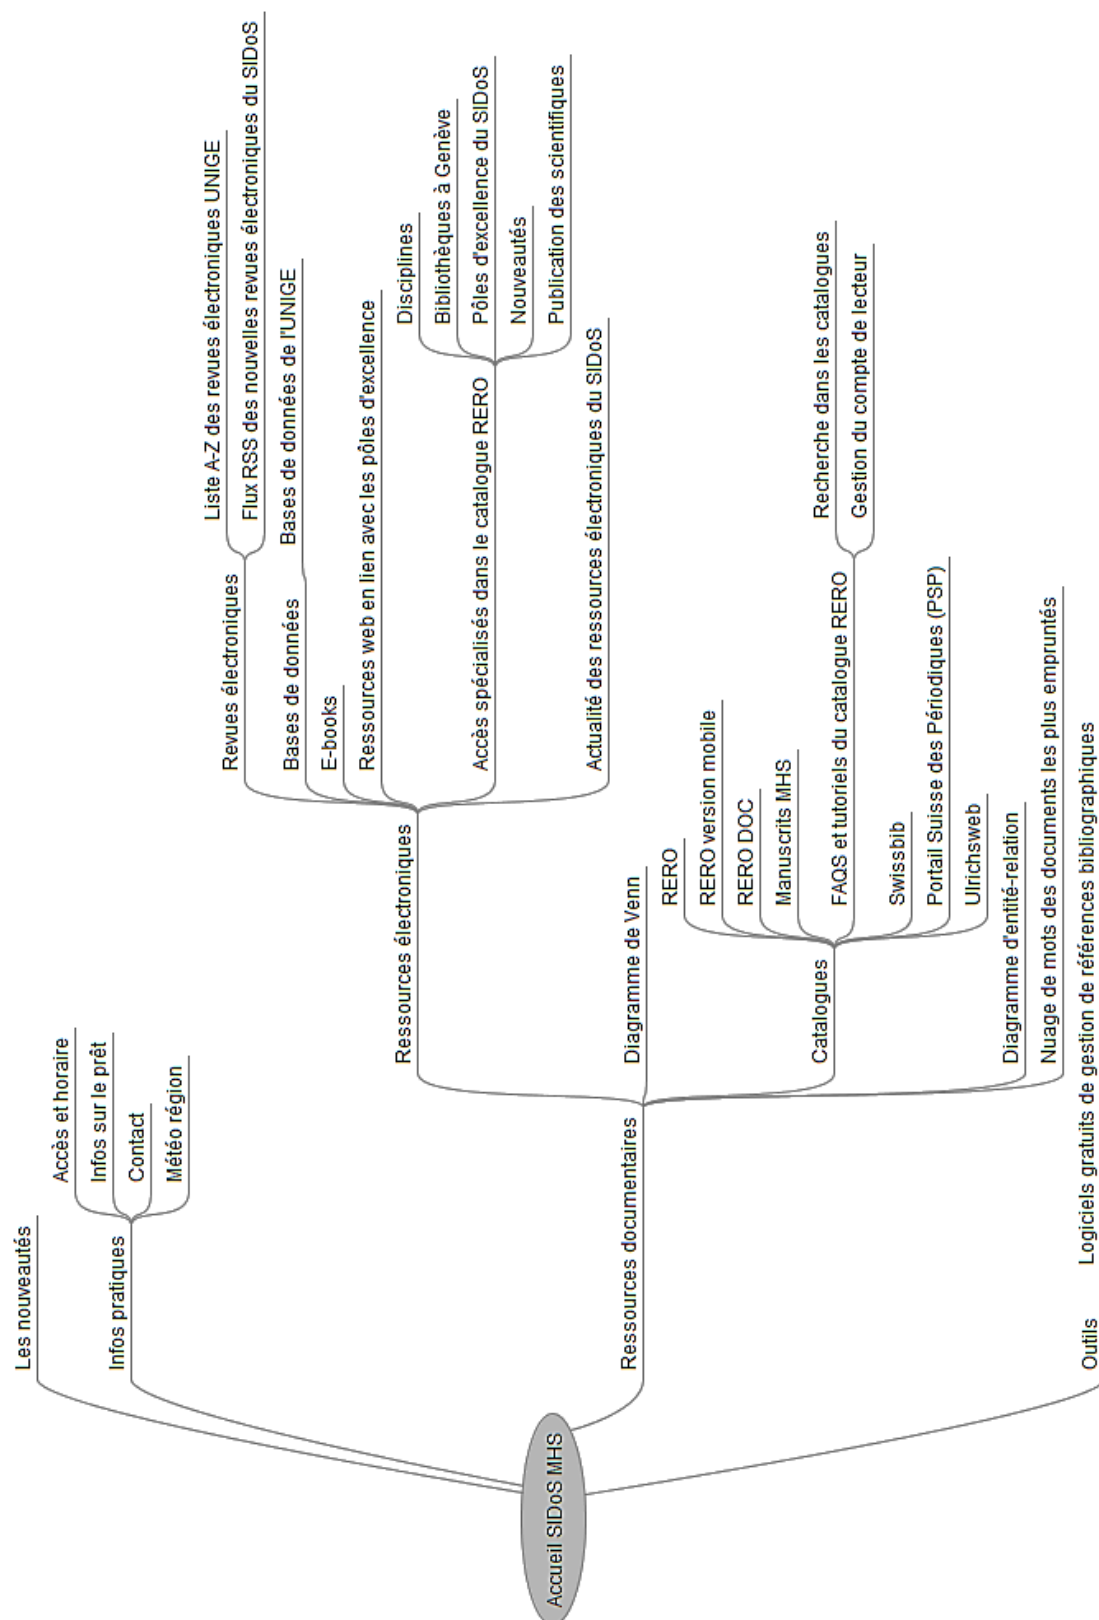 Accueil SIDoS MHS
Les nouveautés
Infos pratiques
Accès et horaire
Infos sur le prêt
Contact
Météo région
Ressources documentaires
Ressources électroniques
Revues électroniques
Liste A-Z des revues électroniques UNIGE
Flux RSS des nouvelles revues électroniques du SIDoS
Bases de données
Bases de données de l'UNIGE
E-books
Ressources web en lien avec les pôles d'excellence
Accès spécialisés dans le catalogue RERO
Disciplines
Bibliothèques à Genève
Pôles d'excellence du SIDoS
Nouveautés
Publication des scientifiques
Actualité des ressources électroniques du SIDoS
Diagramme de Venn
Catalogues
RERO
RERO version mobile
RERO DOC
Manuscrits MHS
FAQS et tutoriels du catalogue RERO
Recherche dans les catalogues
Gestion du compte de lecteur
Swissbib
Portail Suisse des Périodiques (PSP)
Ulrichsweb
Diagramme d'entité-relation
Nuage de mots des documents les plus empruntés
Outils
Logiciels gratuits de gestion de références bibliographiques